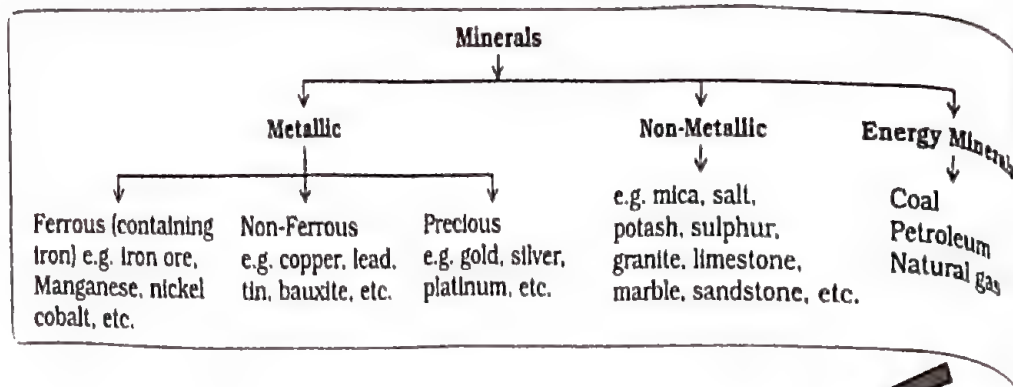 Minerals
Metallic
Non-Metallic
Energy Minerals
Ferrous (containing
iron) e.g. iron ore,
Manganese, nickel
cobalt, etc.
Non-Ferrous
e.g. copper, lead,
tin, bauxite, etc.
Precious
e.g. gold, silver,
platinum, etc.
e.g. mica, salt,
potash, sulphur,
granite, limestone,
marble, sandstone, etc.
Coal
Petroleum
Natural gas